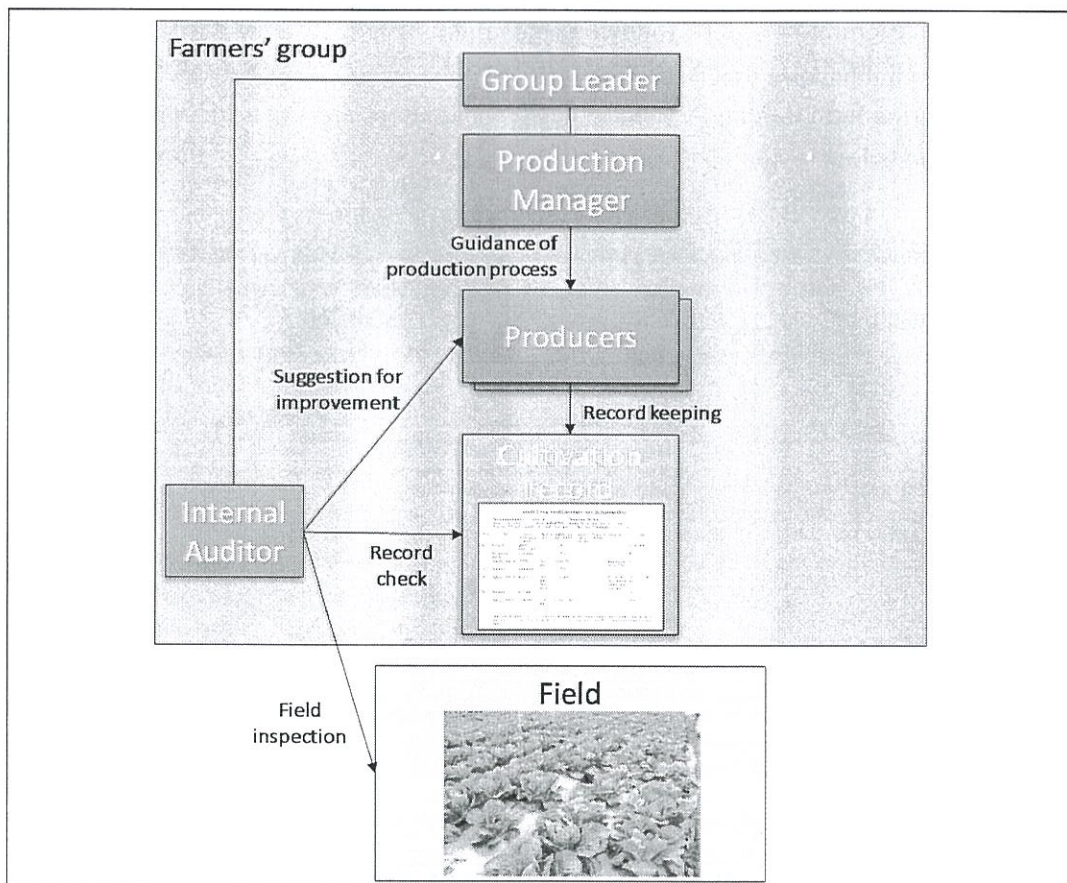 Farmers' group
Group Leader
Production
Manager
Guidance of
production process
Producers
Suggestion for
improvement
Record keeping
Cultivation
record
Internal
Auditor
Record
check
Field
inspection
Field